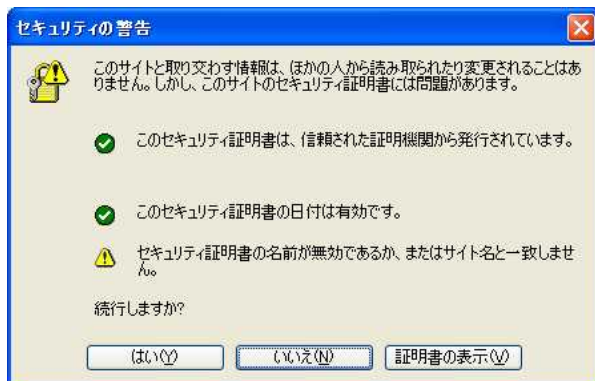 セキュリティの警告
このサイトと取り交わす情報は、ほかの人から読み取られたり変更されることはあ
りません。しかし、このサイトのセキュリティ証明書には問題があります。
このセキュリティ証明書は、信頼された証明機関から発行されています。
このセキュリティ証明書の日付は有効です。
セキュリティ証明書の名前が無効であるか、またはサイト名と一致しませ
ん。
続行しますか?
はい(Y) いいえ(N) 証明書の表示(V)